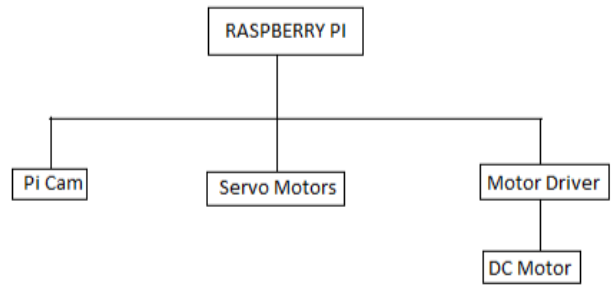 RASPBERRY PI
Pi Cam
Servo Motors
Motor Driver
DC Motor